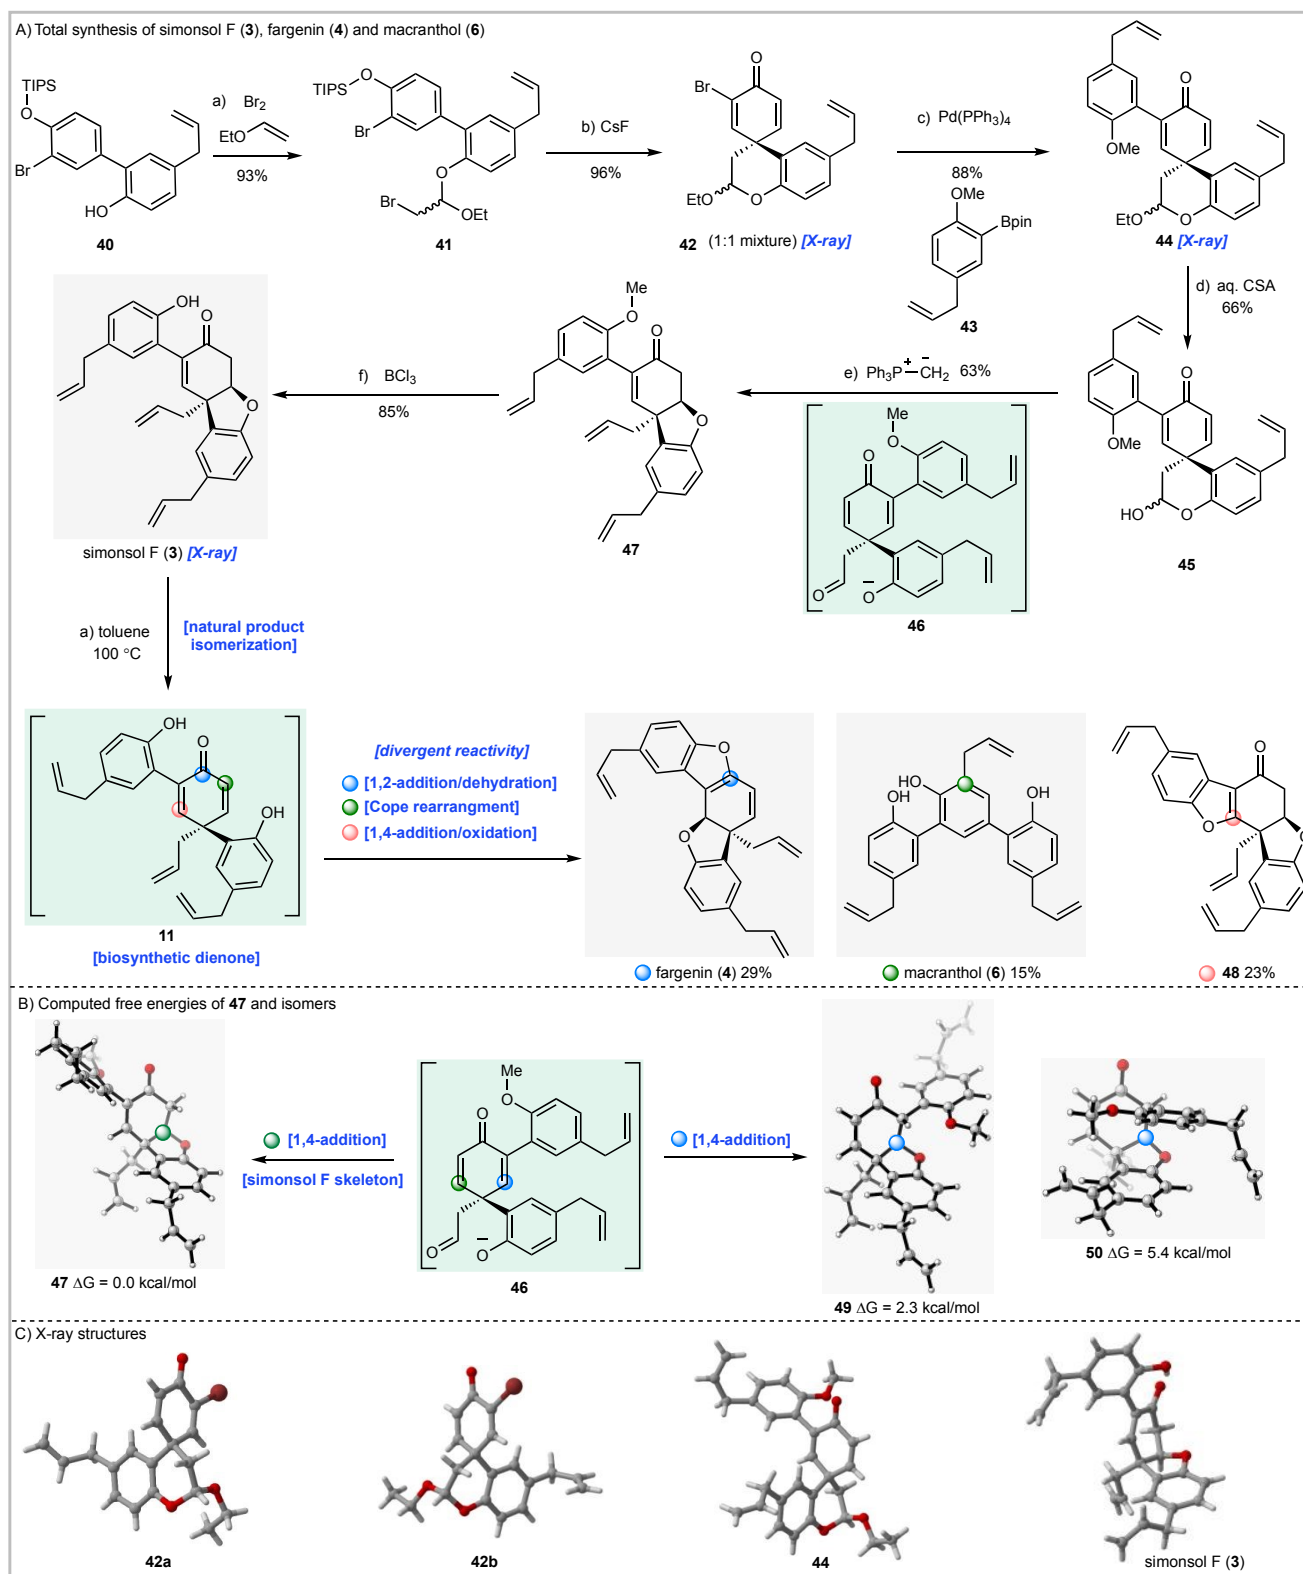 A) Total synthesis of simonsol F (3), fargenin (4) and macranthol (6)
TIPS
O
Br
HO
40
a) Br2
EtO
93%
TIPS
O
Br
O
Br
OEt
41
b) CsF
96%
O
Br
EtO
O
42 (1:1 mixture) [X-ray]
c) Pd(PPh3)4
88%
OMe
Bpin
43
O
OMe
EtO
O
44 [X-ray]
d) aq. CSA
66%
O
OMe
HO
O
45
e) Ph3P+–CH2− 63%
Me
O
O
O
O−
46
Me
O
O
O
47
f) BCl3
85%
OH
O
O
simonsol F (3) [X-ray]
a) toluene
100 °C
[natural product
isomerization]
OH
O
OH
11
[biosynthetic dienone]
[divergent reactivity]
[1,2-addition/dehydration]
[Cope rearrangment]
[1,4-addition/oxidation]
O
O
fargenin (4) 29%
OH
HO
OH
macranthol (6) 15%
O
O
O
48 23%
B) Computed free energies of 47 and isomers
47 ΔG = 0.0 kcal/mol
[1,4-addition]
[simonsol F skeleton]
Me
O
O
O
O−
46
[1,4-addition]
49 ΔG = 2.3 kcal/mol
50 ΔG = 5.4 kcal/mol
C) X-ray structures
42a
42b
44
simonsol F (3)